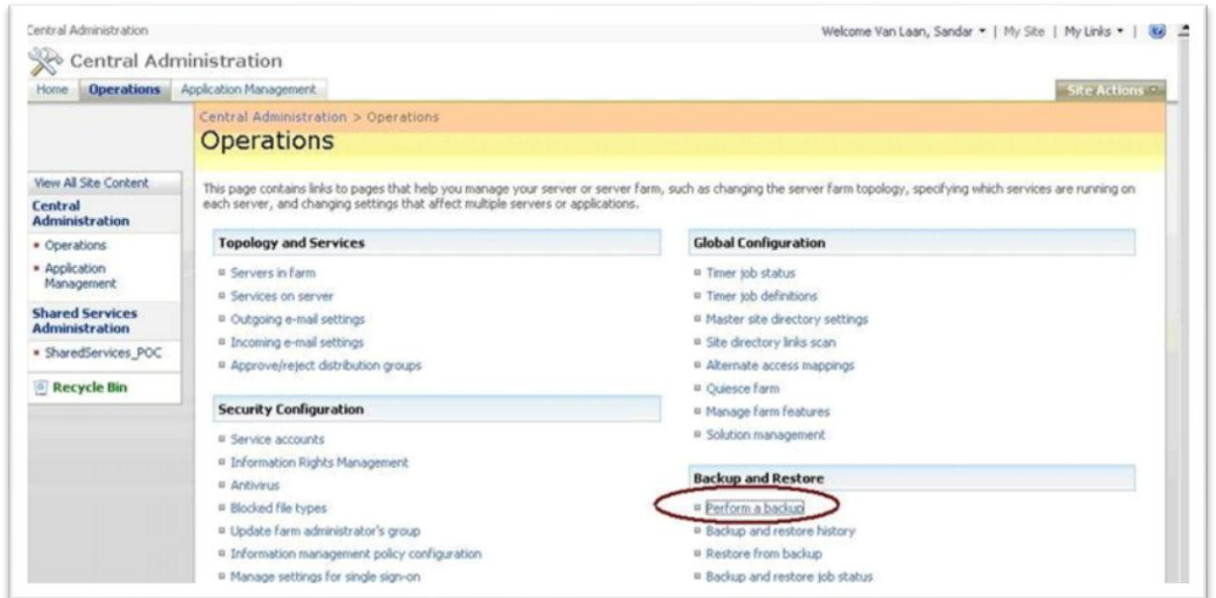 Central Administration
Welcome Van Laan, Sandar | My Site | My Links |
Central Administration
Home Operations Application Management
Site Actions
Central Administration > Operations
Operations
View All Site Content
Central
Administration
Operations
Application
Management
Shared Services
Administration
SharedServices_POC
Recycle Bin
This page contains links to pages that help you manage your server or server farm, such as changing the server farm topology, specifying which services are running on
each server, and changing settings that affect multiple servers or applications.
Topology and Services
Servers in farm
Services on server
Outgoing e-mail settings
Incoming e-mail settings
Approve/reject distribution groups
Security Configuration
Service accounts
Information Rights Management
Antivirus
Blocked file types
Update farm administrator's group
Information management policy configuration
Manage settings for single sign-on
Global Configuration
Timer job status
Timer job definitions
Master site directory settings
Site directory links scan
Alternate access mappings
Quiesce farm
Manage farm features
Solution management
Backup and Restore
Perform a backup
Backup and restore history
Restore from backup
Backup and restore job status